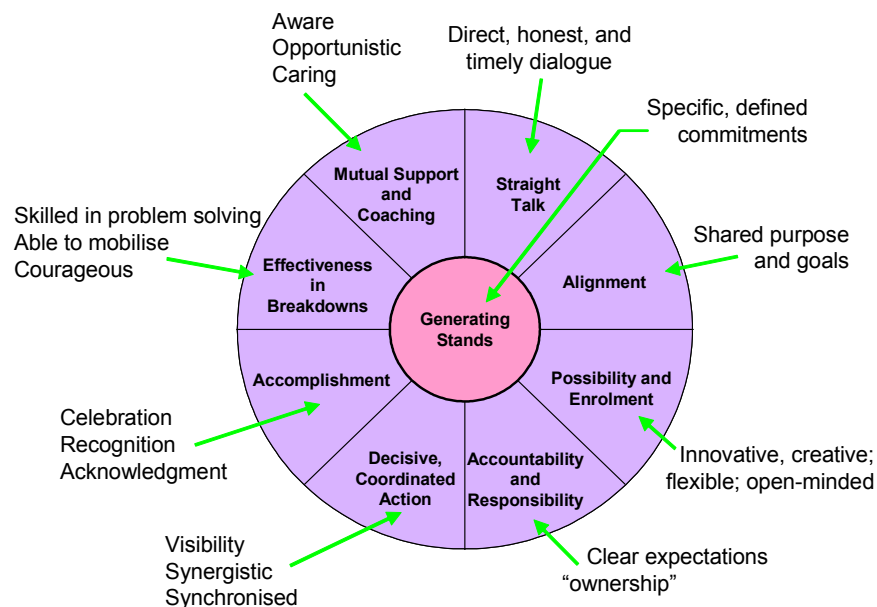 Aware
Opportunistic
Caring
Direct, honest, and
timely dialogue
Specific, defined
commitments
Mutual Support
and
Coaching
Straight
Talk
Skilled in problem solving
Able to mobilise
Courageous
Effectiveness
in
Breakdowns
Alignment
Shared purpose
and goals
Generating
Stands
Accomplishment
Possibility and
Enrolment
Celebration
Recognition
Acknowledgment
Decisive,
Coordinated
Action
Accountability
and
Responsibility
Innovative, creative;
flexible; open-minded
Visibility
Synergistic
Synchronised
Clear expectations
“ownership”